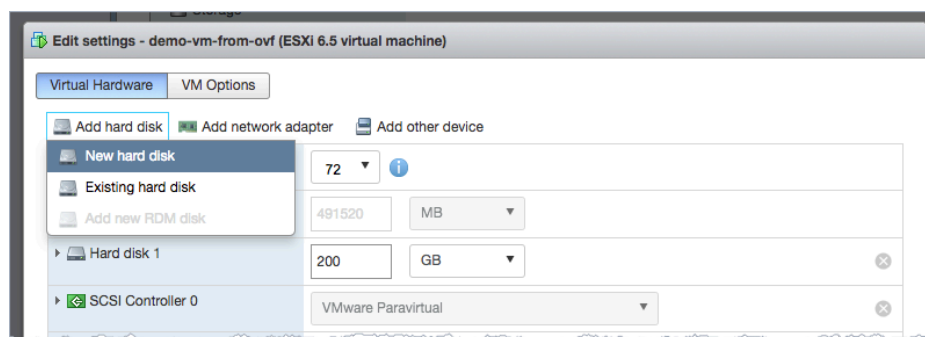 Edit settings - demo-vm-from-ovf (ESXi 6.5 virtual machine)
Virtual Hardware VM Options
Add hard disk Add network adapter Add other device
New hard disk
72
Existing hard disk
Add new RDM disk
491520 MB
Hard disk 1 200 GB
SCSI Controller 0 VMware Paravirtual